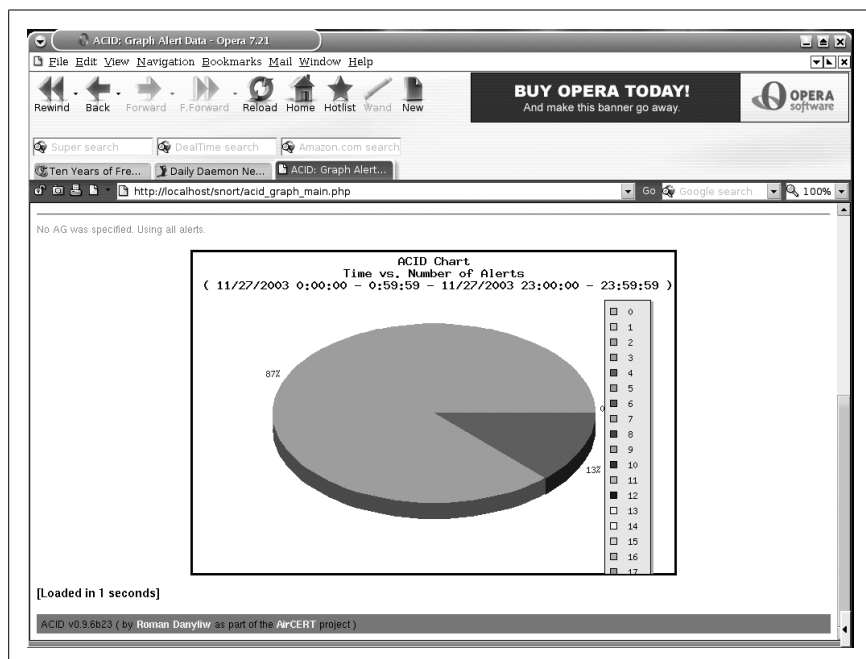 ACID: Graph Alert Data - Opera 7.21
File Edit View Navigation Bookmarks Mail Window Help
Rewind Back Forward F.Forward Reload Home Hotlist Wand New
BUY OPERA TODAY!
And make this banner go away.
OPERA
software
Super search DealTime search Amazon.com search
Ten Years of Fre... Daily Daemon Ne... ACID: Graph Alert...
http://localhost/snort/acid_graph_main.php Go Google search 100%
No AG was specified. Using all alerts.
ACID Chart
Time vs. Number of Alerts
( 11/27/2003 0:00:00 - 0:59:59 - 11/27/2003 23:00:00 - 23:59:59 )
87%
0
13%
0
1
2
3
4
5
6
7
8
9
10
11
12
13
14
15
16
17
[Loaded in 1 seconds]
ACID v0.9.6b23 ( by Roman Danyliw as part of the AirCERT project )